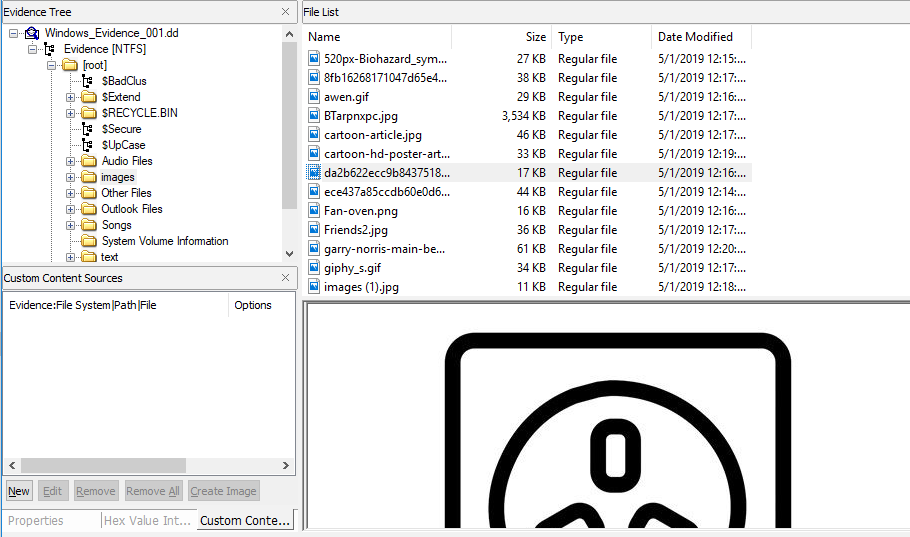 Evidence Tree
Windows_Evidence_001.dd
Evidence [NTFS]
[root]
$BadClus
$Extend
$RECYCLE.BIN
$Secure
$UpCase
Audio Files
images
Other Files
Outlook Files
Songs
System Volume Information
text
Custom Content Sources
Evidence:File System|Path|File Options
New Edit Remove Remove All Create Image
Properties Hex Value Int... Custom Conte...
File List
Name Size Type Date Modified
520px-Biohazard_sym... 27 KB Regular file 5/1/2019 12:15:...
8fb16268171047d65e4... 38 KB Regular file 5/1/2019 12:17:...
awen.gif 29 KB Regular file 5/1/2019 12:16:...
BTarpnxpc.jpg 3,534 KB Regular file 5/1/2019 12:17:...
cartoon-article.jpg 46 KB Regular file 5/1/2019 12:17:...
cartoon-hd-poster-art... 33 KB Regular file 5/1/2019 12:19:...
da2b622ecc9b8437518... 17 KB Regular file 5/1/2019 12:16:...
ece437a85ccdb60e0d6... 44 KB Regular file 5/1/2019 12:14:...
Fan-oven.png 16 KB Regular file 5/1/2019 12:16:...
Friends2.jpg 36 KB Regular file 5/1/2019 12:17:...
garry-norris-main-be... 61 KB Regular file 5/1/2019 12:20:...
giphy_s.gif 34 KB Regular file 5/1/2019 12:17:...
images (1).jpg 11 KB Regular file 5/1/2019 12:18:...